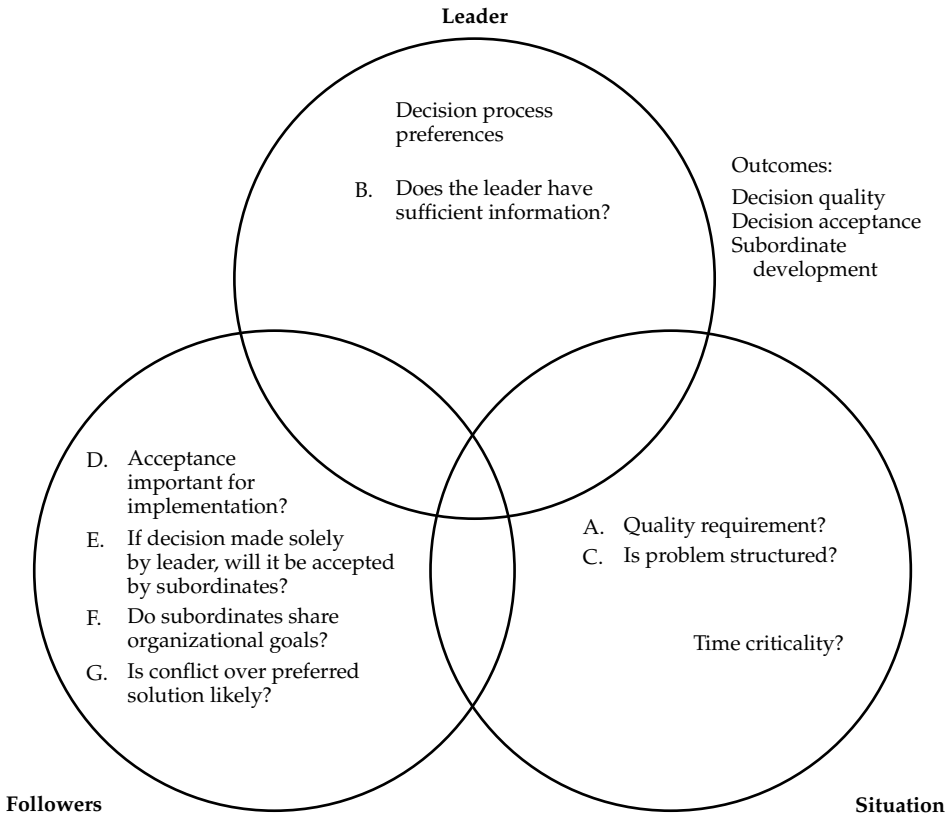 Leader
Decision process
preferences
B. Does the leader have
sufficient information?
Outcomes:
Decision quality
Decision acceptance
Subordinate
development
D. Acceptance
important for
implementation?
E. If decision made solely
by leader, will it be accepted
by subordinates?
F. Do subordinates share
organizational goals?
G. Is conflict over preferred
solution likely?
A. Quality requirement?
C. Is problem structured?
Time criticality?
Followers
Situation